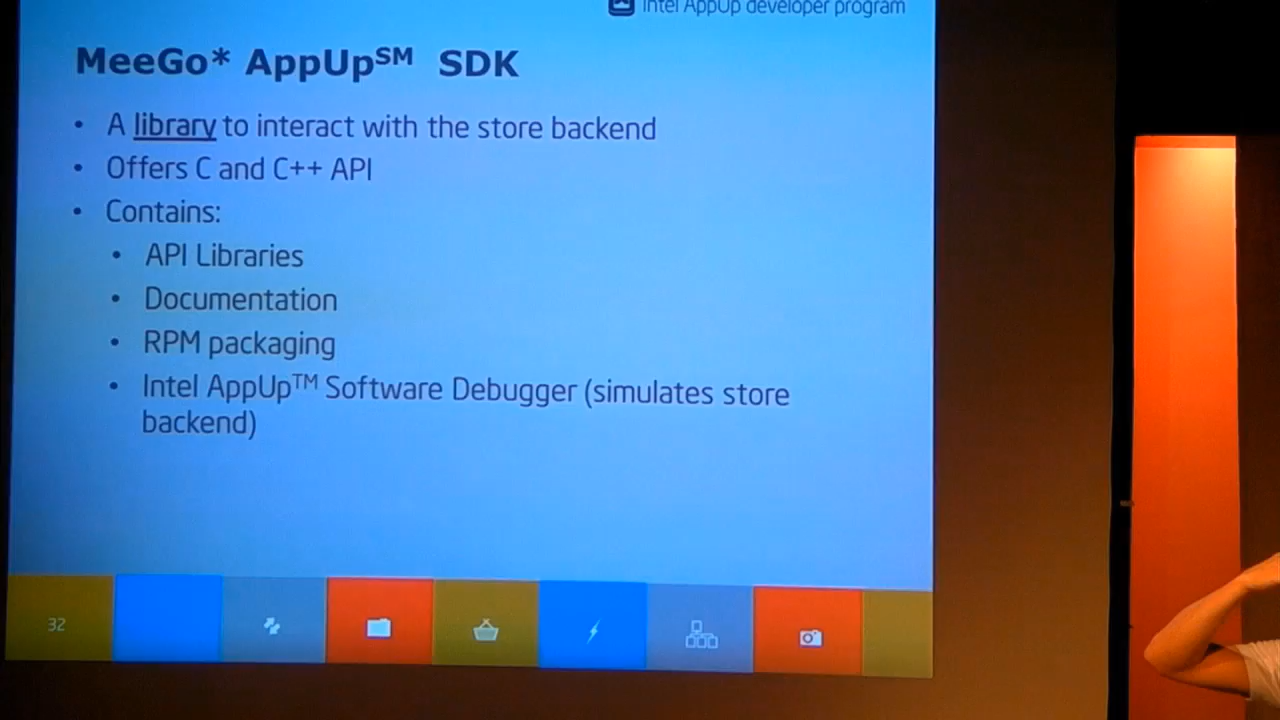 Intel AppUp developer program
MeeGo* AppUp℠ SDK
• A library to interact with the store backend
• Offers C and C++ API
• Contains:
• API Libraries
• Documentation
• RPM packaging
• Intel AppUp™ Software Debugger (simulates store
backend)
32